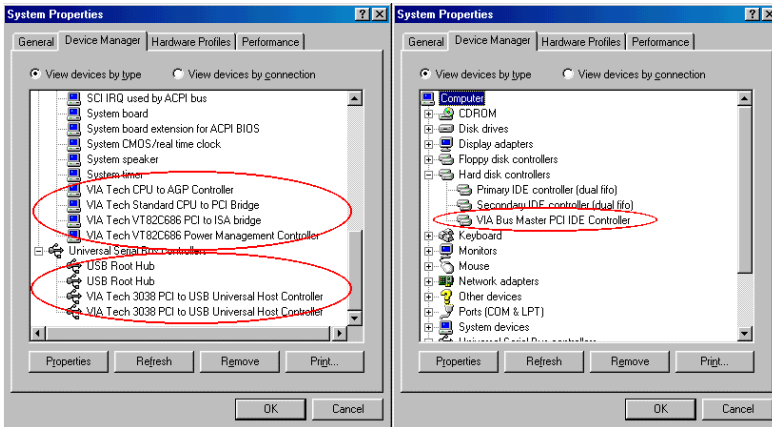 System Properties
General Device Manager Hardware Profiles Performance
View devices by type View devices by connection
SCI IRQ used by ACPI bus
System board
System board extension for ACPI BIOS
System CMOS/real time clock
System speaker
System timer
VIA Tech CPU to AGP Controller
VIA Tech Standard CPU to PCI Bridge
VIA Tech VT82C686 PCI to ISA bridge
VIA Tech VT82C686 Power Management Controller
Universal Serial Bus Controllers
USB Root Hub
USB Root Hub
VIA Tech 3038 PCI to USB Universal Host Controller
VIA Tech 3038 PCI to USB Universal Host Controller
Properties Refresh Remove Print...
OK Cancel
System Properties
General Device Manager Hardware Profiles Performance
View devices by type View devices by connection
Computer
CDROM
Disk drives
Display adapters
Floppy disk controllers
Hard disk controllers
Primary IDE controller (dual fifo)
Secondary IDE controller (dual fifo)
VIA Bus Master PCI IDE Controller
Keyboard
Monitors
Mouse
Network adapters
Other devices
Ports (COM & LPT)
System devices
Universal Serial Bus controllers
Properties Refresh Remove Print...
OK Cancel